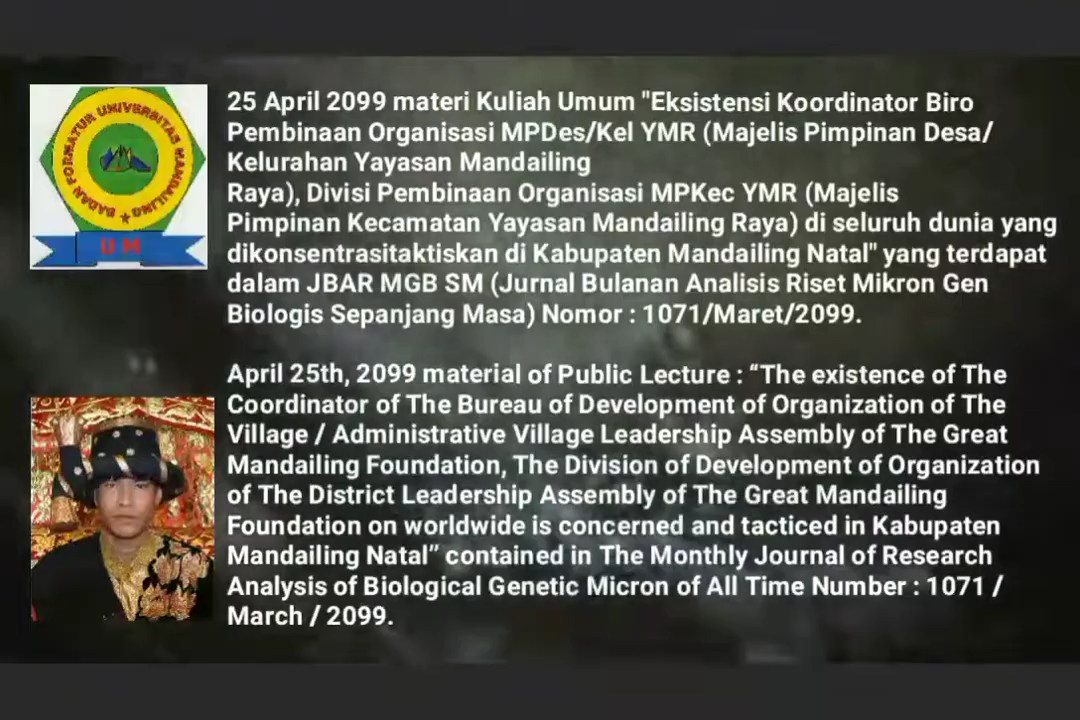 BADAN FORMATUR UNIVERSITAS MANDAILING
U M
25 April 2099 materi Kuliah Umum "Eksistensi Koordinator Biro
Pembinaan Organisasi MPDes/Kel YMR (Majelis Pimpinan Desa/
Kelurahan Yayasan Mandailing
Raya), Divisi Pembinaan Organisasi MPKec YMR (Majelis
Pimpinan Kecamatan Yayasan Mandailing Raya) di seluruh dunia yang
dikonsentrasitaktiskan di Kabupaten Mandailing Natal" yang terdapat
dalam JBAR MGB SM (Jurnal Bulanan Analisis Riset Mikron Gen
Biologis Sepanjang Masa) Nomor : 1071/Maret/2099.
April 25th, 2099 material of Public Lecture : “The existence of The
Coordinator of The Bureau of Development of Organization of The
Village / Administrative Village Leadership Assembly of The Great
Mandailing Foundation, The Division of Development of Organization
of The District Leadership Assembly of The Great Mandailing
Foundation on worldwide is concerned and tacticed in Kabupaten
Mandailing Natal” contained in The Monthly Journal of Research
Analysis of Biological Genetic Micron of All Time Number : 1071 /
March / 2099.